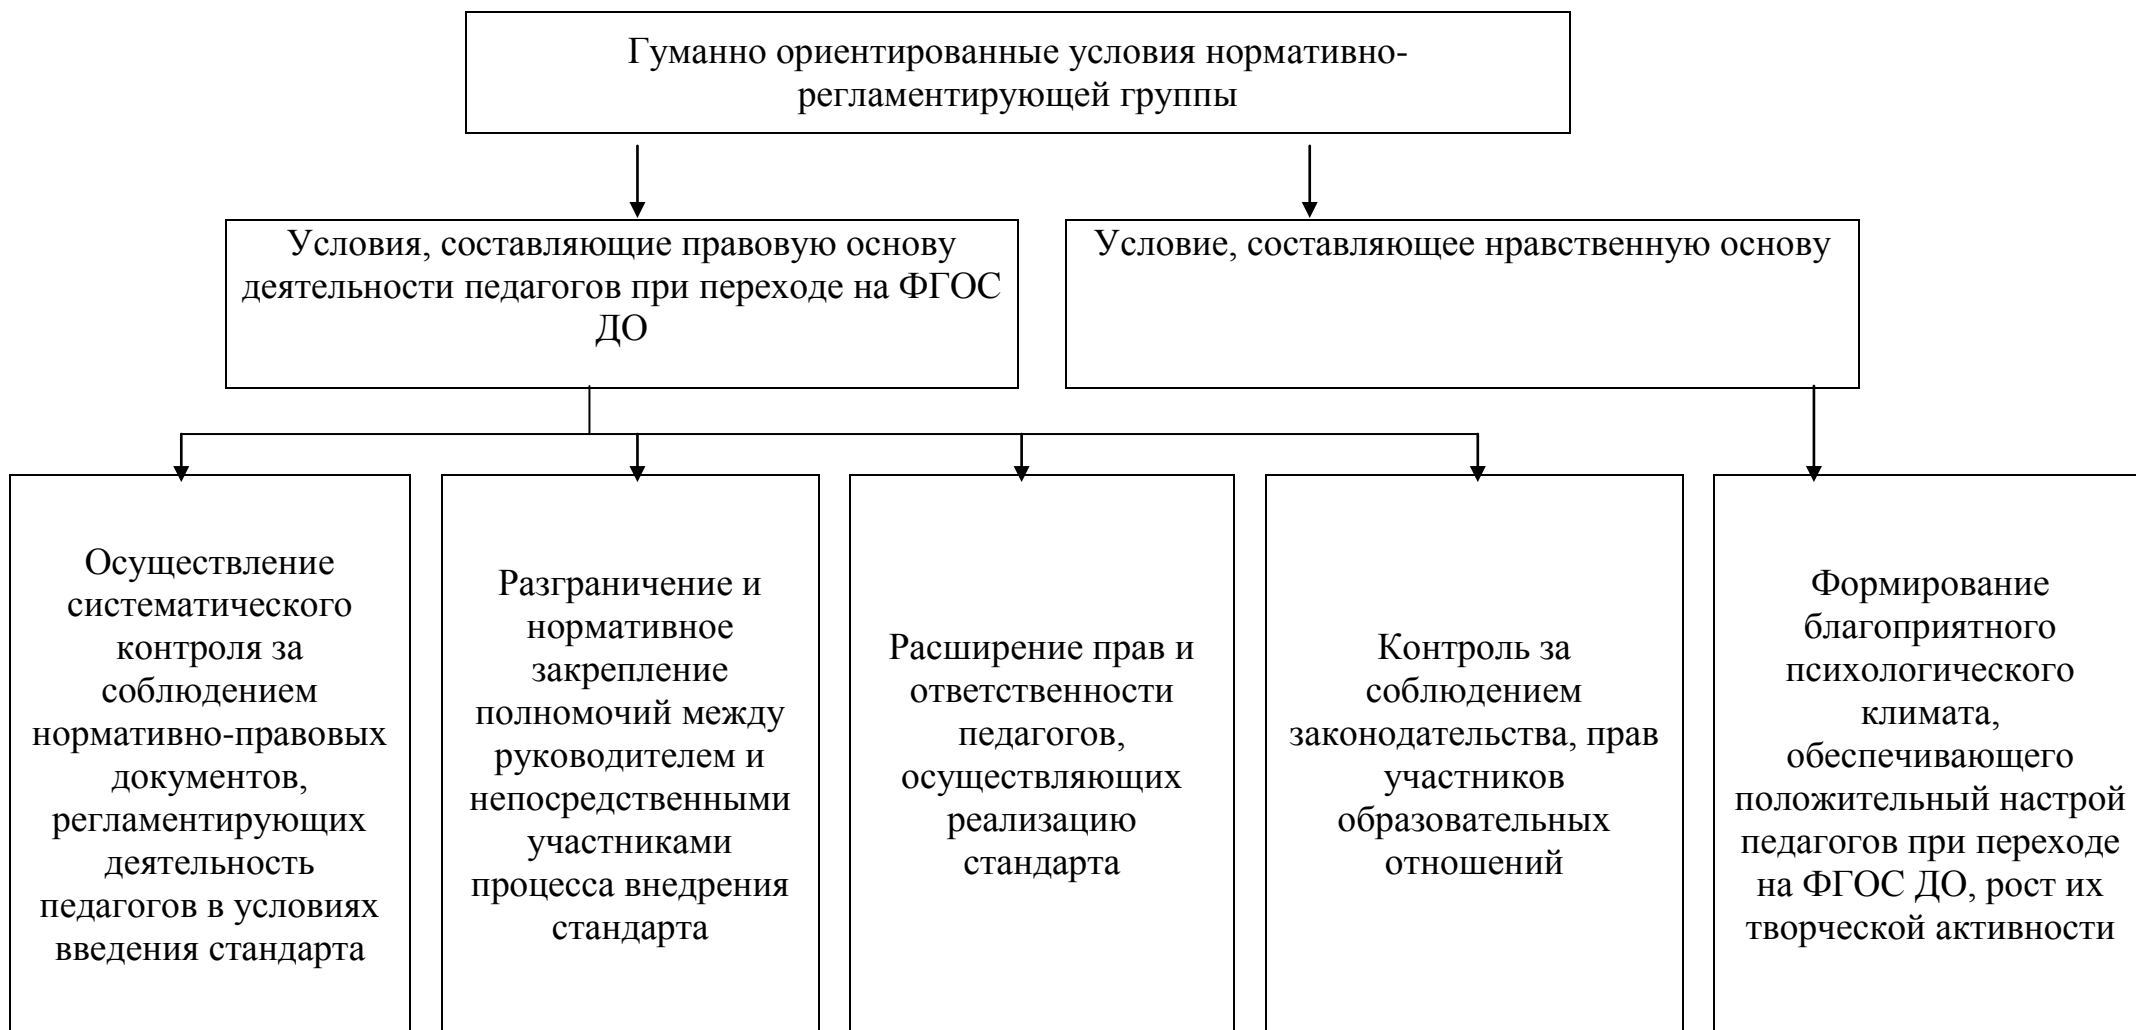 Гуманно ориентированные условия нормативно-
регламентирующей группы
Условия, составляющие правовую основу
деятельности педагогов при переходе на ФГОС
ДО
Условие, составляющее нравственную основу
Осуществление
систематического
контроля за
соблюдением
нормативно-правовых
документов,
регламентирующих
деятельность
педагогов в условиях
введения стандарта
Разграничение и
нормативное
закрепление
полномочий между
руководителем и
непосредственными
участниками
процесса внедрения
стандарта
Расширение прав и
ответственности
педагогов,
осуществляющих
реализацию
стандарта
Контроль за
соблюдением
законодательства, прав
участников
образовательных
отношений
Формирование
благоприятного
психологического
климата,
обеспечивающего
положительный настрой
педагогов при переходе
на ФГОС ДО, рост их
творческой активности